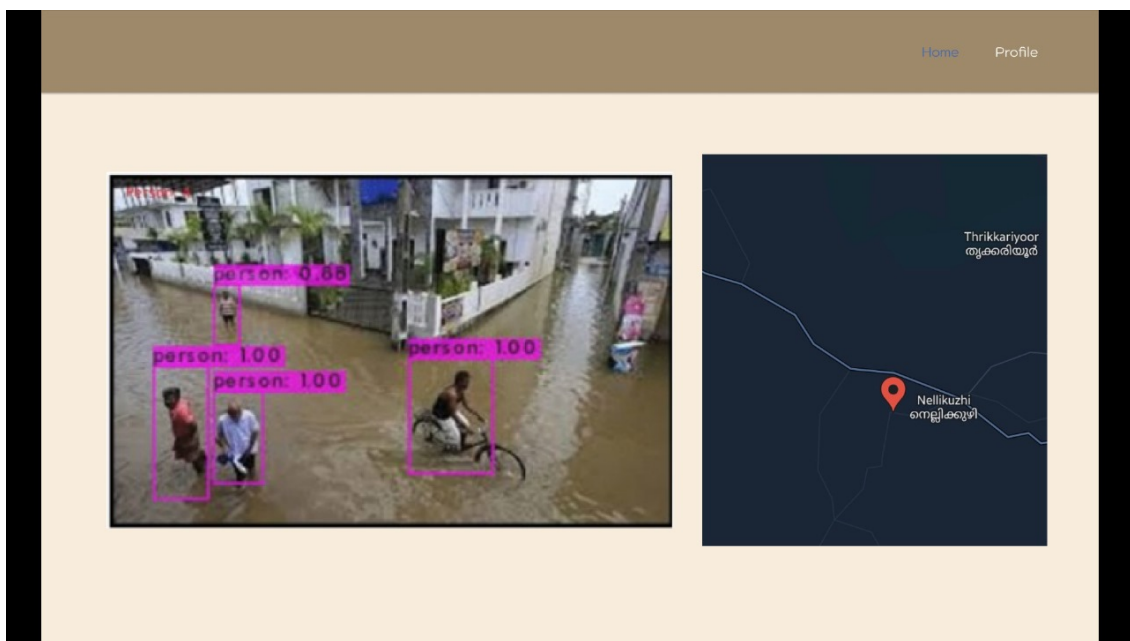 Home Profile
person: 0.88
person: 1.00
person: 1.00
person: 1.00
Thrikkariyoor
തൃക്കരിയൂർ
Nellikuzhi
നെല്ലിക്കുഴി